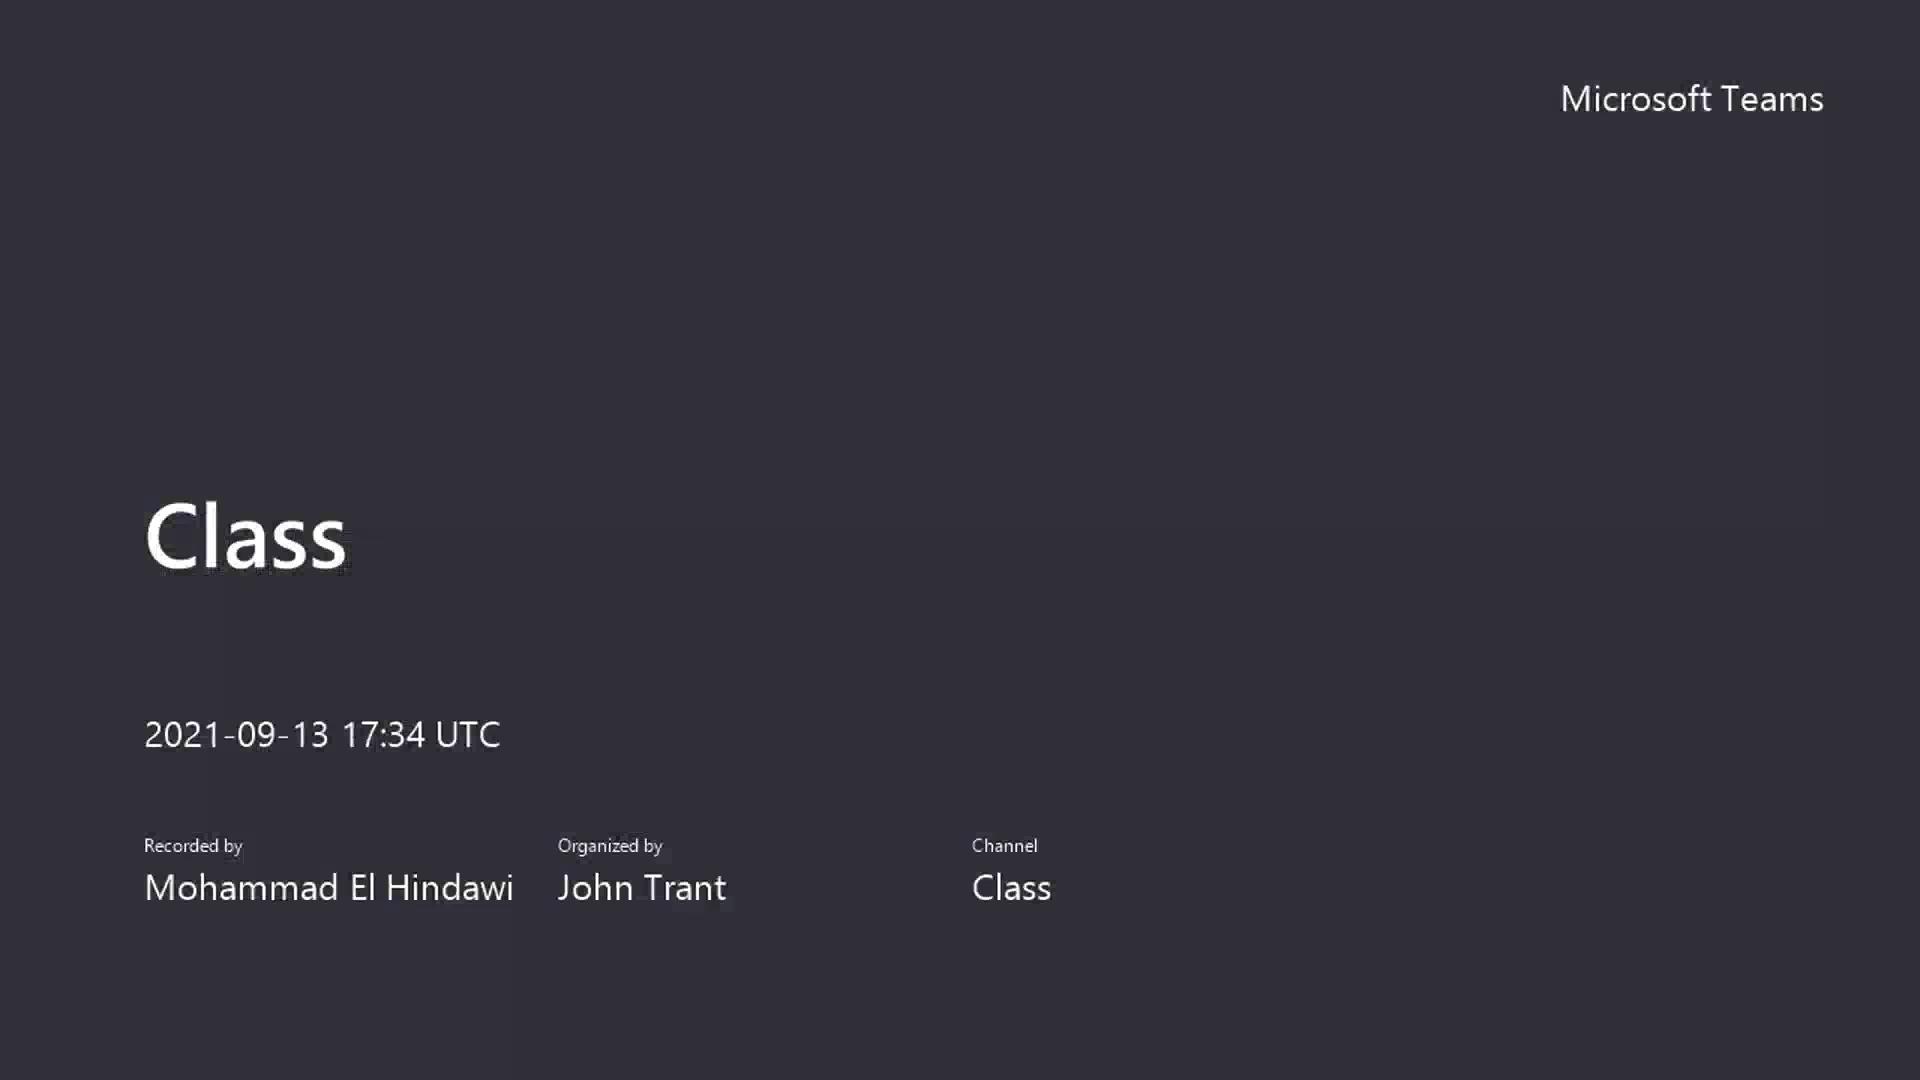 Microsoft Teams
Class
2021-09-13 17:34 UTC
Recorded by
Mohammad El Hindawi
Organized by
John Trant
Channel
Class